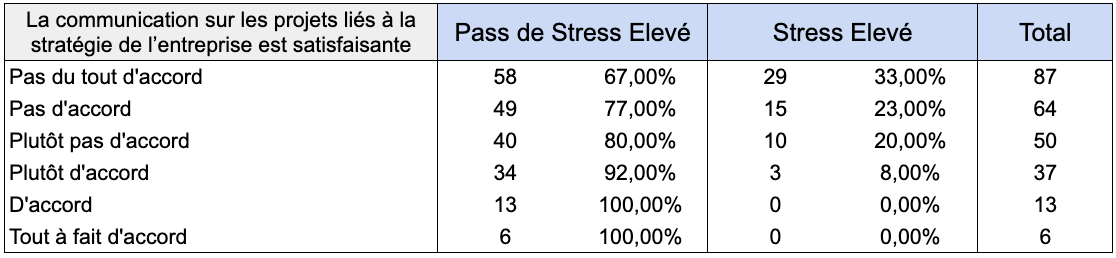 La communication sur les projets liés à la
stratégie de l’entreprise est satisfaisante
Pass de Stress Elevé Stress Elevé Total
Pas du tout d'accord 58 67,00% 29 33,00% 87
Pas d'accord 49 77,00% 15 23,00% 64
Plutôt pas d'accord 40 80,00% 10 20,00% 50
Plutôt d'accord 34 92,00% 3 8,00% 37
D'accord 13 100,00% 0 0,00% 13
Tout à fait d'accord 6 100,00% 0 0,00% 6